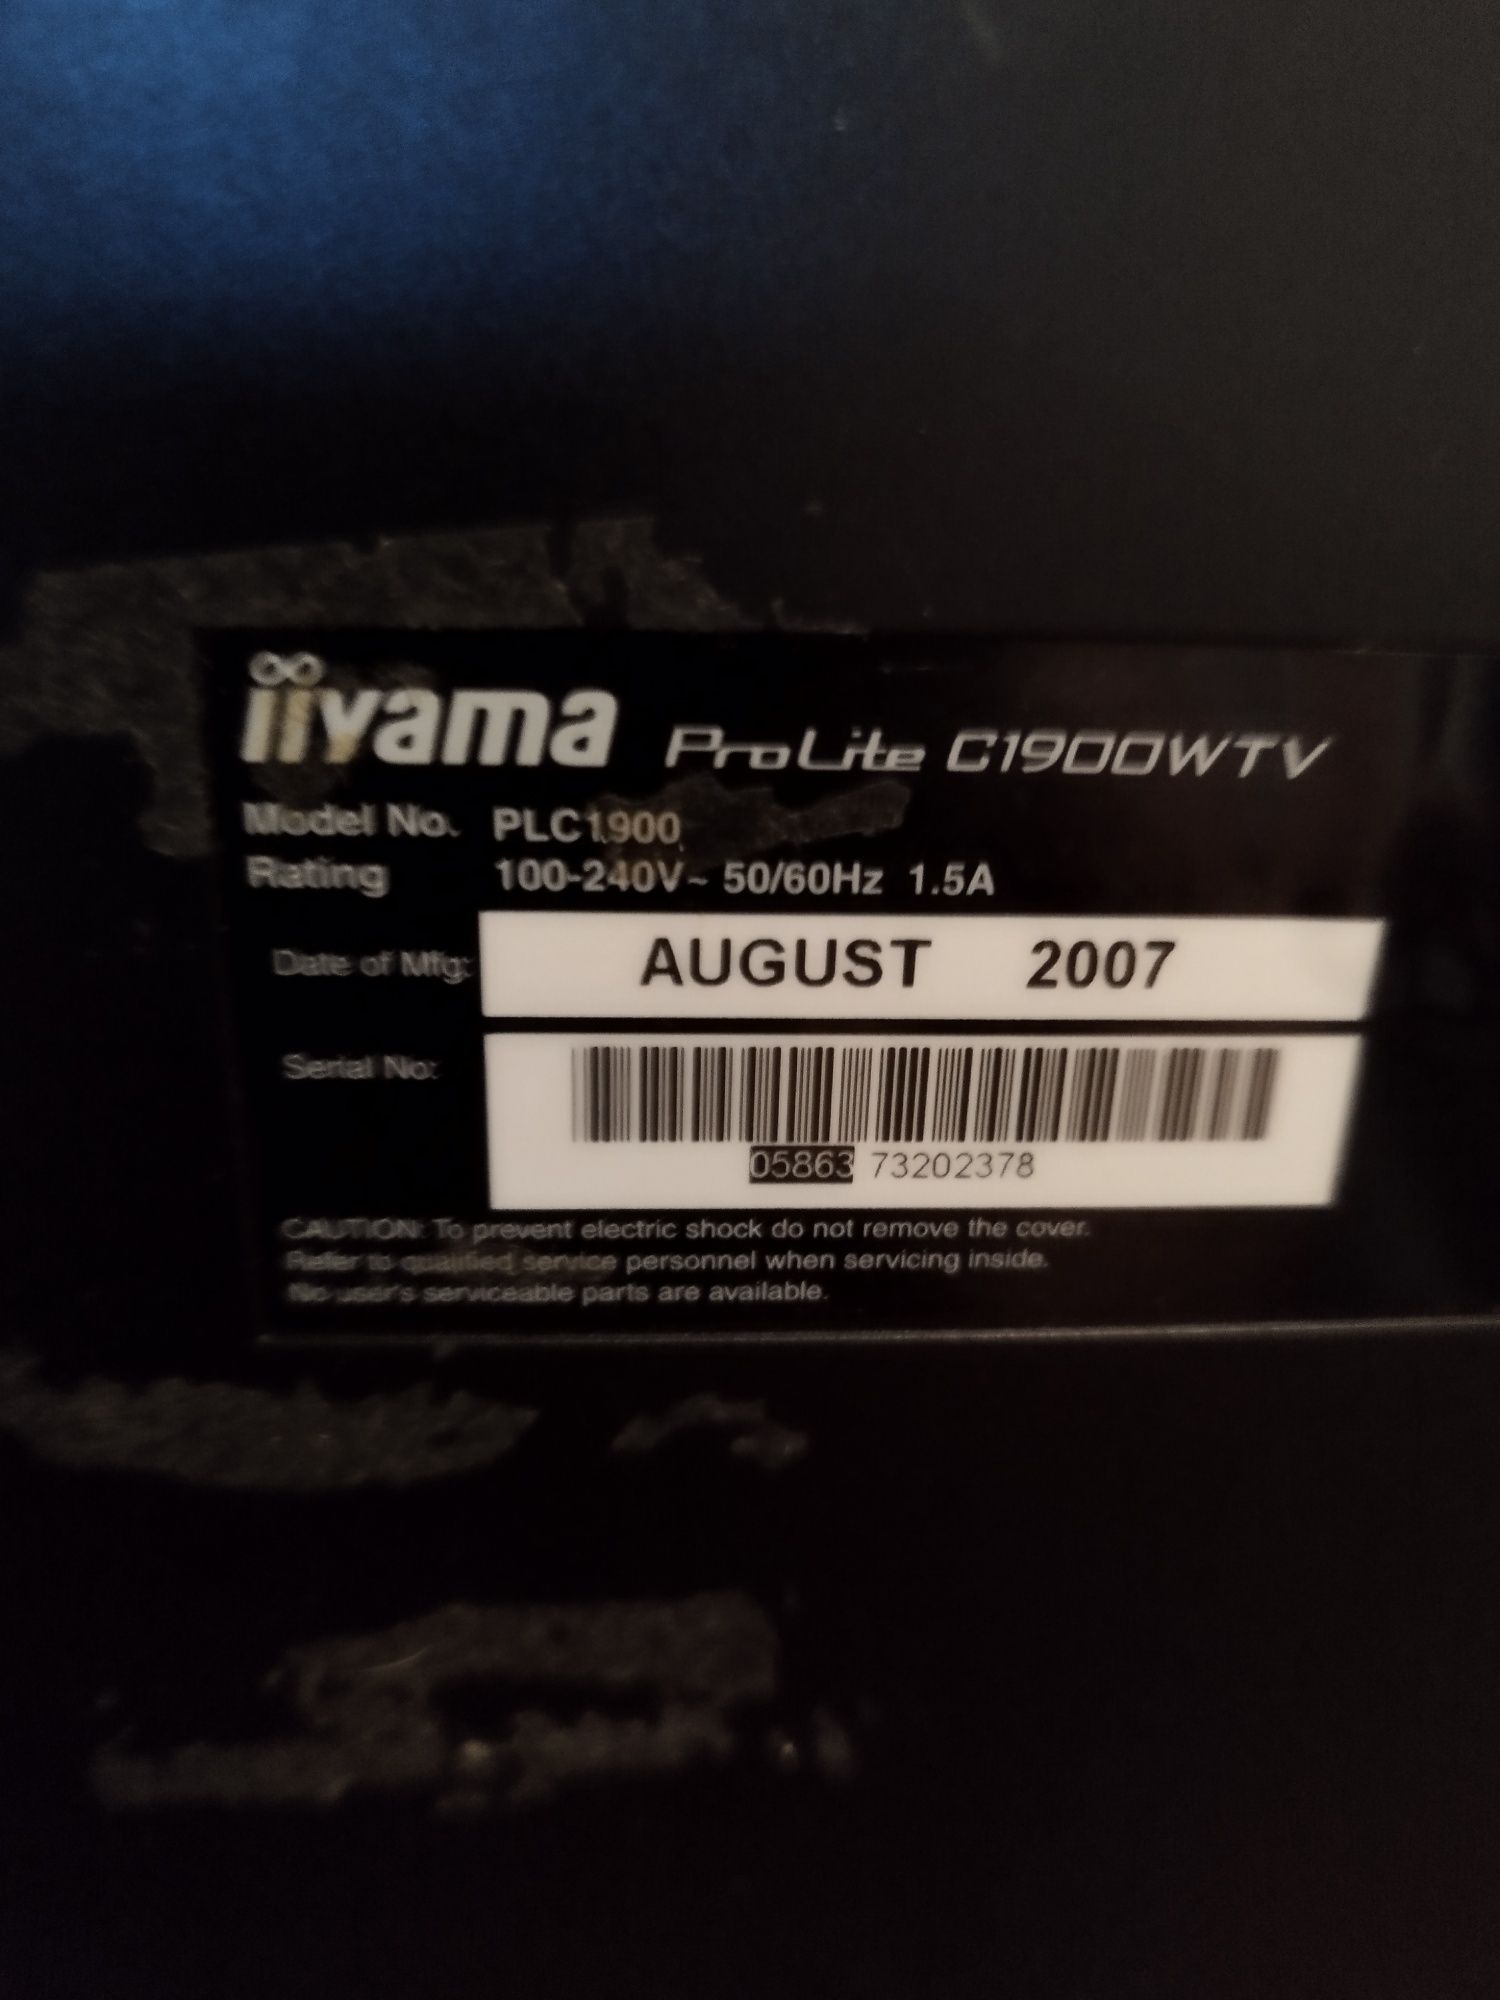 iiyama ProLite C1900WTV
Model No. PLC1900
Rating 100-240V~ 50/60Hz 1.5A
Date of Mfg: AUGUST 2007
Serial No:
05863 73202378
CAUTION: To prevent electric shock do not remove the cover.
Refer to qualified service personnel when servicing inside.
No user's serviceable parts are available.